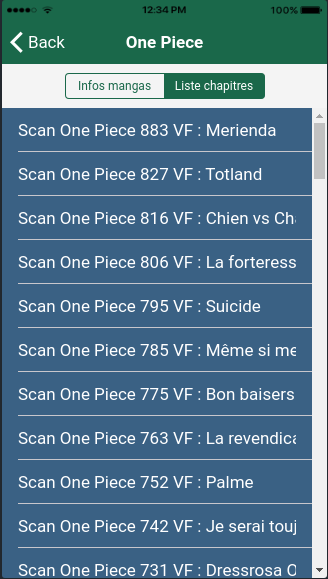 12:34 PM
100%
Back
One Piece
Infos mangas
Liste chapitres
Scan One Piece 883 VF : Merienda
Scan One Piece 827 VF : Totland
Scan One Piece 816 VF : Chien vs Cha
Scan One Piece 806 VF : La forteress
Scan One Piece 795 VF : Suicide
Scan One Piece 785 VF : Même si me
Scan One Piece 775 VF : Bon baisers
Scan One Piece 763 VF : La revendica
Scan One Piece 752 VF : Palme
Scan One Piece 742 VF : Je serai touj
Scan One Piece 731 VF : Dressrosa O